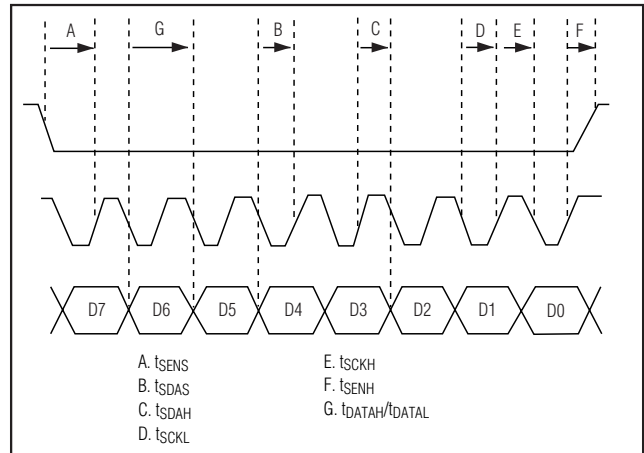 A G B C D E F
D7 D6 D5 D4 D3 D2 D1 D0
A. tSENS
B. tSDAS
C. tSDAH
D. tSCKL
E. tSCKH
F. tSENH
G. tDATAH/tDATAL